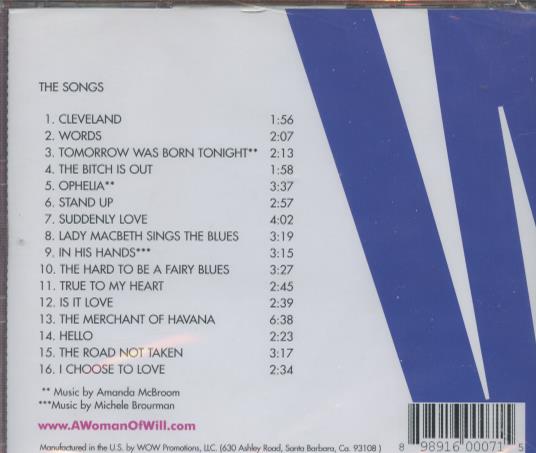 THE SONGS
1. CLEVELAND 1:56
2. WORDS 2:07
3. TOMORROW WAS BORN TONIGHT** 2:13
4. THE BITCH IS OUT 1:58
5. OPHELIA** 3:37
6. STAND UP 2:57
7. SUDDENLY LOVE 4:02
8. LADY MACBETH SINGS THE BLUES 3:19
9. IN HIS HANDS*** 3:15
10. THE HARD TO BE A FAIRY BLUES 3:27
11. TRUE TO MY HEART 2:45
12. IS IT LOVE 2:39
13. THE MERCHANT OF HAVANA 6:38
14. HELLO 2:23
15. THE ROAD NOT TAKEN 3:17
16. I CHOOSE TO LOVE 2:34
** Music by Amanda McBroom
***Music by Michele Brourman
www.AWomanOfWill.com
Manufactured in the U.S. by WOW Promotions, LLC. (630 Ashley Road, Santa Barbara, Ca. 93108 )
8 98916 00071 5